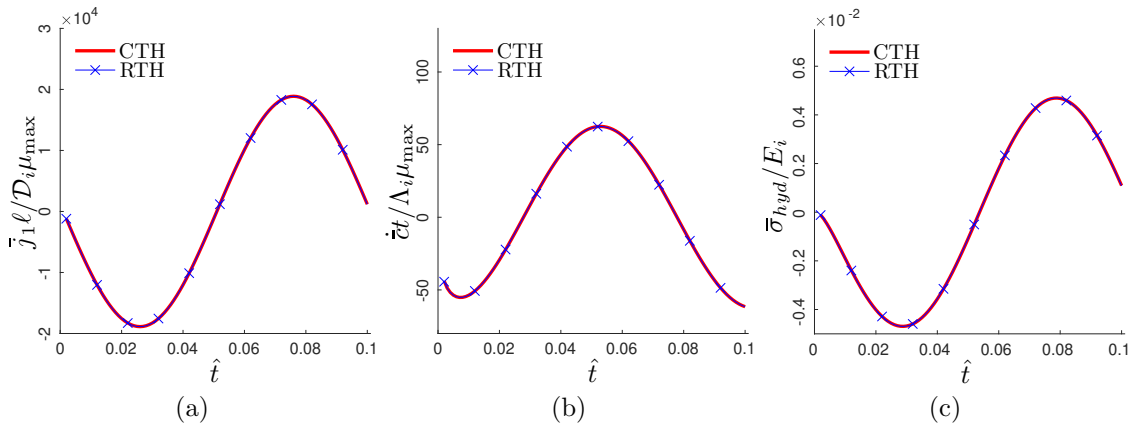 ×10⁴
3
2
1
0
-1
-2
0 0.02 0.04 0.06 0.08 0.1
CTH
RTH
j̄̇₁ℓ/𝒟ᵢμₘₐₓ
t̂
(a)
100
50
0
-50
0 0.02 0.04 0.06 0.08 0.1
CTH
RTH
c̄̇t/Λᵢμₘₐₓ
t̂
(b)
×10⁻²
0.6
0.4
0.2
0
-0.2
-0.4
0 0.02 0.04 0.06 0.08 0.1
CTH
RTH
σ̄ₕyd/Eᵢ
t̂
(c)